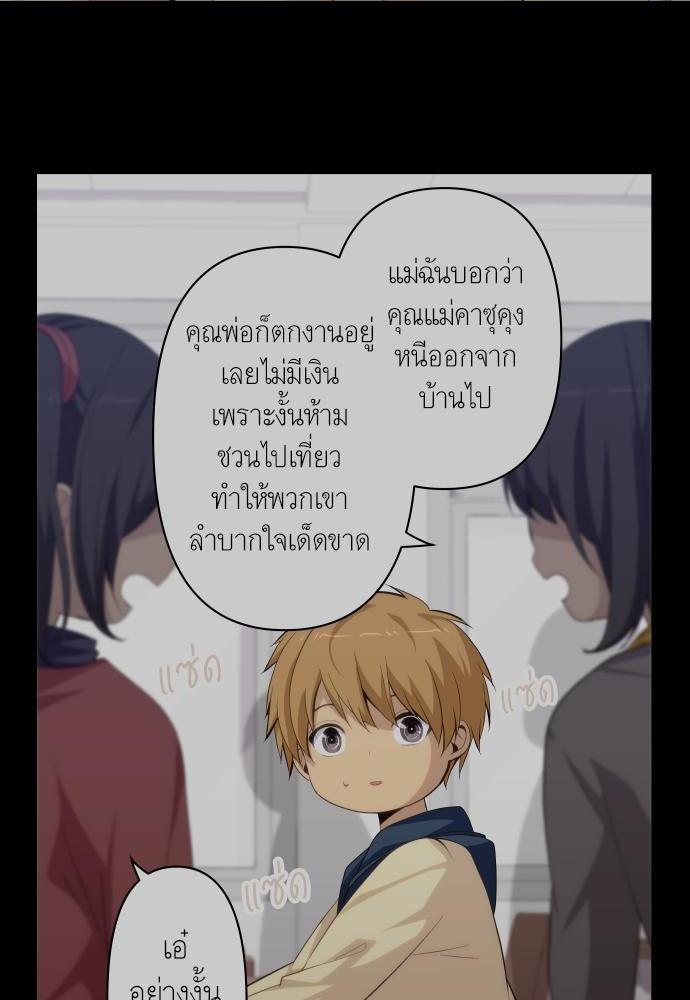 แม่ฉันบอกว่า
คุณแม่คาซุคุง
หนีออกจาก
บ้านไป
คุณพ่อก็ตกงานอยู่
เลยไม่มีเงิน
เพราะงั้นห้าม
ชวนไปเที่ยว
ทำให้พวกเขา
ลำบากใจเด็ดขาด
แซ่ด
แซ่ด
แซ่ด
เอ๋
อย่างงั้น